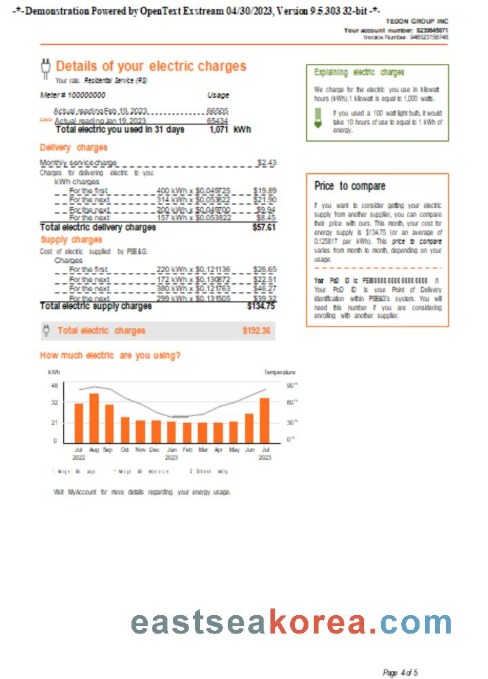 -*-Demonstration Powered by OpenText Exstream 04/30/2023, Version 9.5.303 32-bit -*-
TEDON GROUP INC
Your account number: 8239645871
Invoice Number: 946523156748
Details of your electric charges
Your rate: Residential Service (RS)
Meter # 100000000 Usage
Actual reading Feb 19, 2023 66505
Less Actual reading Jan 19, 2023 65434
Total electric you used in 31 days 1,071 kWh
Delivery charges
Monthly service charge $2.43
Charges for delivering electric to you:
kWh charges
For the first 400 kWh x $0.049725 $19.89
For the next 314 kWh x $0.053822 $21.90
For the next 200 kWh x $0.049700 $9.94
For the next 157 kWh x $0.053822 $8.45
Total electric delivery charges $57.61
Supply charges
Cost of electric supplied by PSE&G:
Charges
For the first 220 kWh x $0.121136 $26.65
For the next 172 kWh x $0.130872 $22.51
For the next 380 kWh x $0.121763 $46.27
For the next 299 kWh x $0.131505 $39.32
Total electric supply charges $134.75
Total electric charges $192.36
How much electric are you using?
kWh Temperature
48 90°
32 60°
21 30°
0 0°
Jul Aug Sep Oct Nov Dec Jan Feb Mar Apr May Jun Jul
2022 2023 2023
Visit MyAccount for more details regarding your energy usage.
Explaining electric charges
We charge for the electric you use in kilowatt
hours (kWh). 1 kilowatt is equal to 1,000 watts.
If you used a 100 watt light bulb, it would
take 10 hours of use to equal to 1 kWh of
energy.
Price to compare
If you want to consider getting your electric
supply from another supplier, you can compare
their price with ours. This month, your cost for
energy supply is $134.75 (or an average of
0.125817 per kWh). This price to compare
varies from month to month, depending on your
usage.
Your PoD ID is:
Your PoD ID is your Point of Delivery
identification within PSE&G's system. You will
need this number if you are considering
enrolling with another supplier.
eastseakorea.com
Page 4 of 5